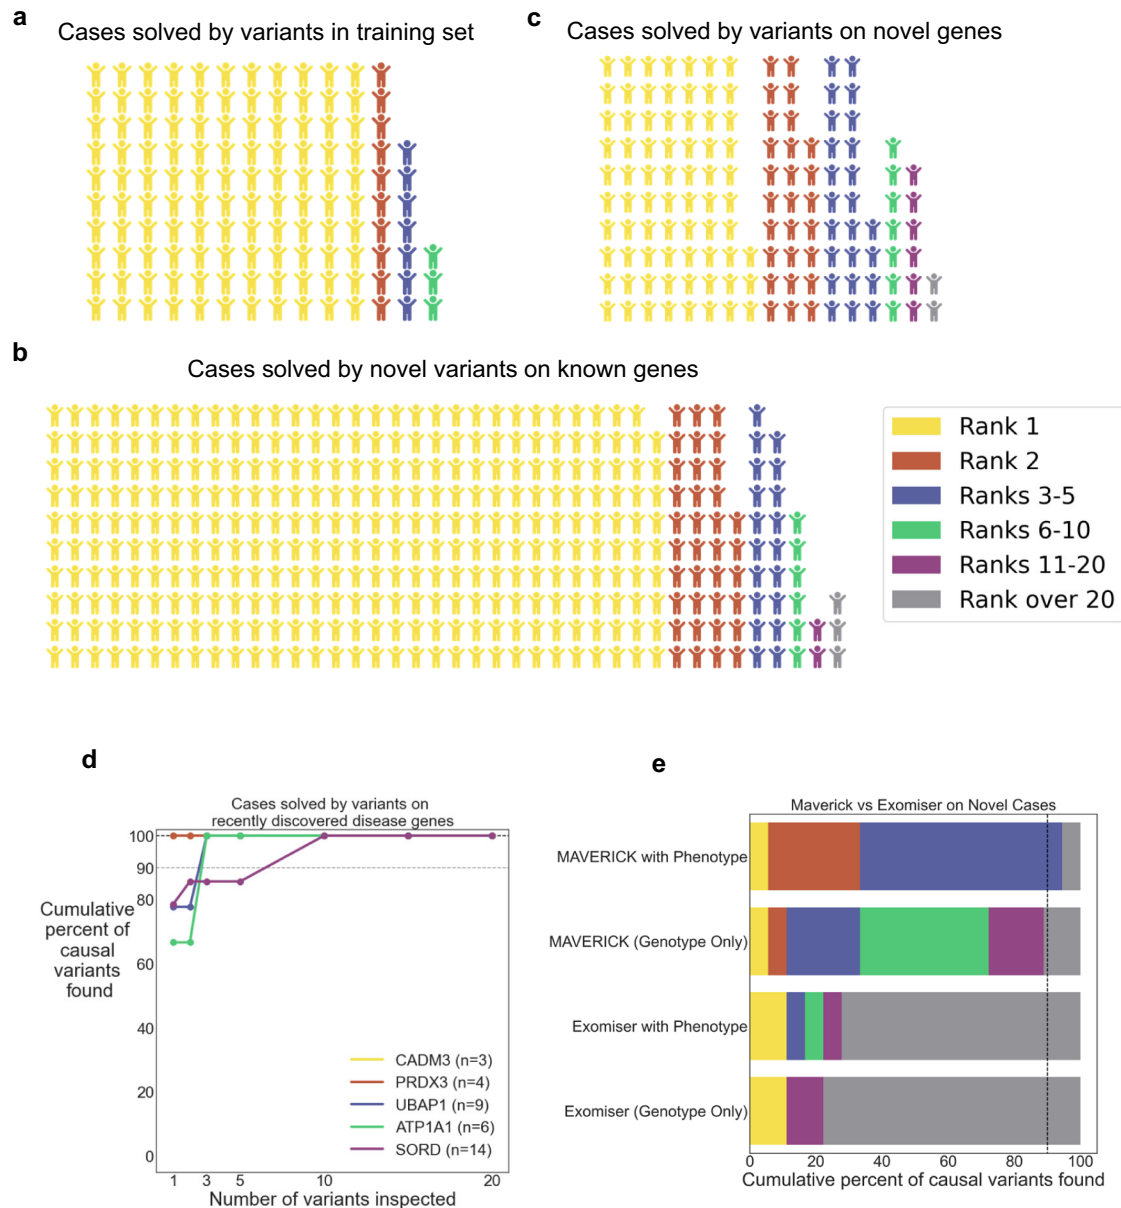 a
Cases solved by variants in training set
c
Cases solved by variants on novel genes
b
Cases solved by novel variants on known genes
Rank 1
Rank 2
Ranks 3-5
Ranks 6-10
Ranks 11-20
Rank over 20
d
Cases solved by variants on
recently discovered disease genes
100
90
80
60
40
20
0
Cumulative
percent of
causal
variants
found
CADM3 (n=3)
PRDX3 (n=4)
UBAP1 (n=9)
ATP1A1 (n=6)
SORD (n=14)
1 3 5 10 20
Number of variants inspected
e
Maverick vs Exomiser on Novel Cases
MAVERICK with Phenotype
MAVERICK (Genotype Only)
Exomiser with Phenotype
Exomiser (Genotype Only)
0 20 40 60 80 100
Cumulative percent of causal variants found